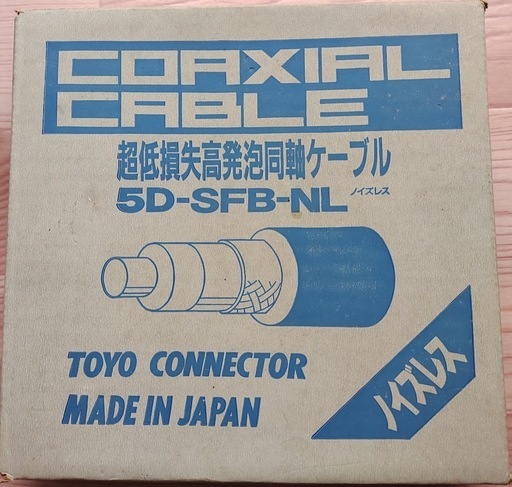 COAXIAL
CABLE
超低損失高発泡同軸ケーブル
5D-SFB-NL ノイズレス
TOYO CONNECTOR
MADE IN JAPAN
ノイズレス